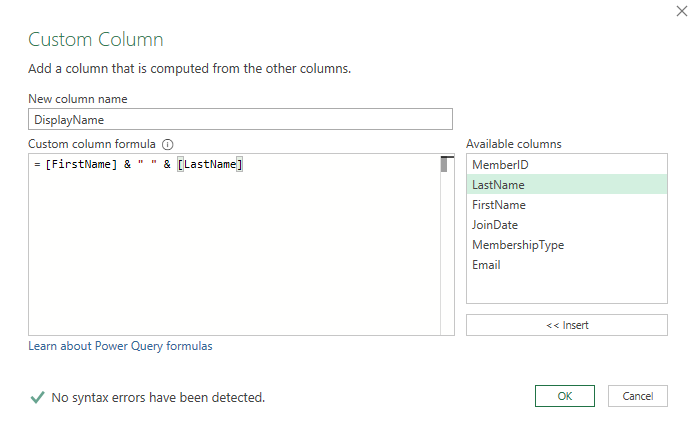 Custom Column
Add a column that is computed from the other columns.
New column name
DisplayName
Custom column formula
= [FirstName] & " " & [LastName]
Available columns
MemberID
LastName
FirstName
JoinDate
MembershipType
Email
<< Insert
Learn about Power Query formulas
No syntax errors have been detected.
OK
Cancel